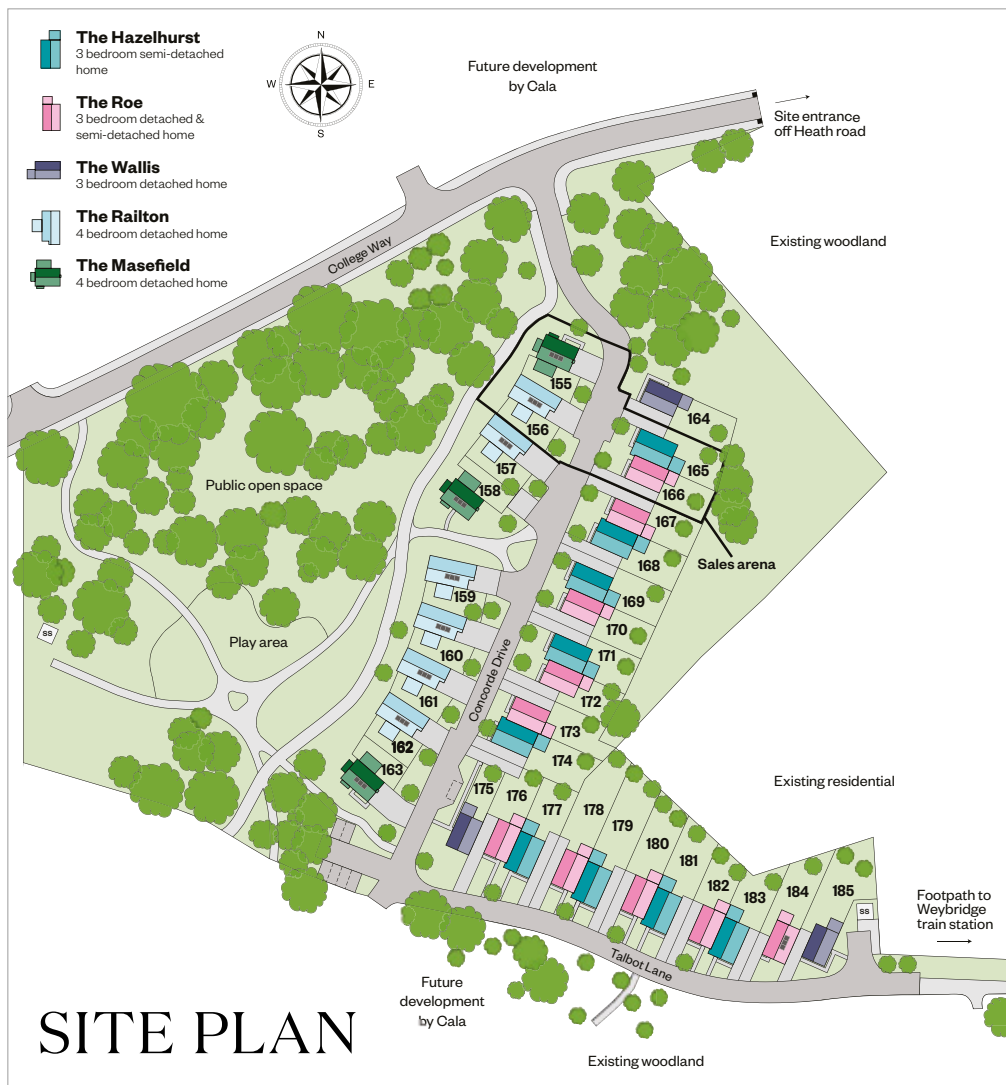 The Hazelhurst
3 bedroom semi-detached
home
The Roe
3 bedroom detached &
semi-detached home
The Wallis
3 bedroom detached home
The Railton
4 bedroom detached home
The Masefield
4 bedroom detached home
N
W
E
S
Future development
by Cala
Site entrance
off Heath road
Existing woodland
College Way
155
164
156
165
157
166
158
167
Public open space
168
Sales arena
159
169
170
SS
Play area
160
171
Concorde Drive
161
172
162
173
163
174
175
176
177
178
179
180
181
182
183
184
185
Existing residential
SS
Footpath to
Weybridge
train station
Talbot Lane
Future
development
by Cala
SITE PLAN
Existing woodland